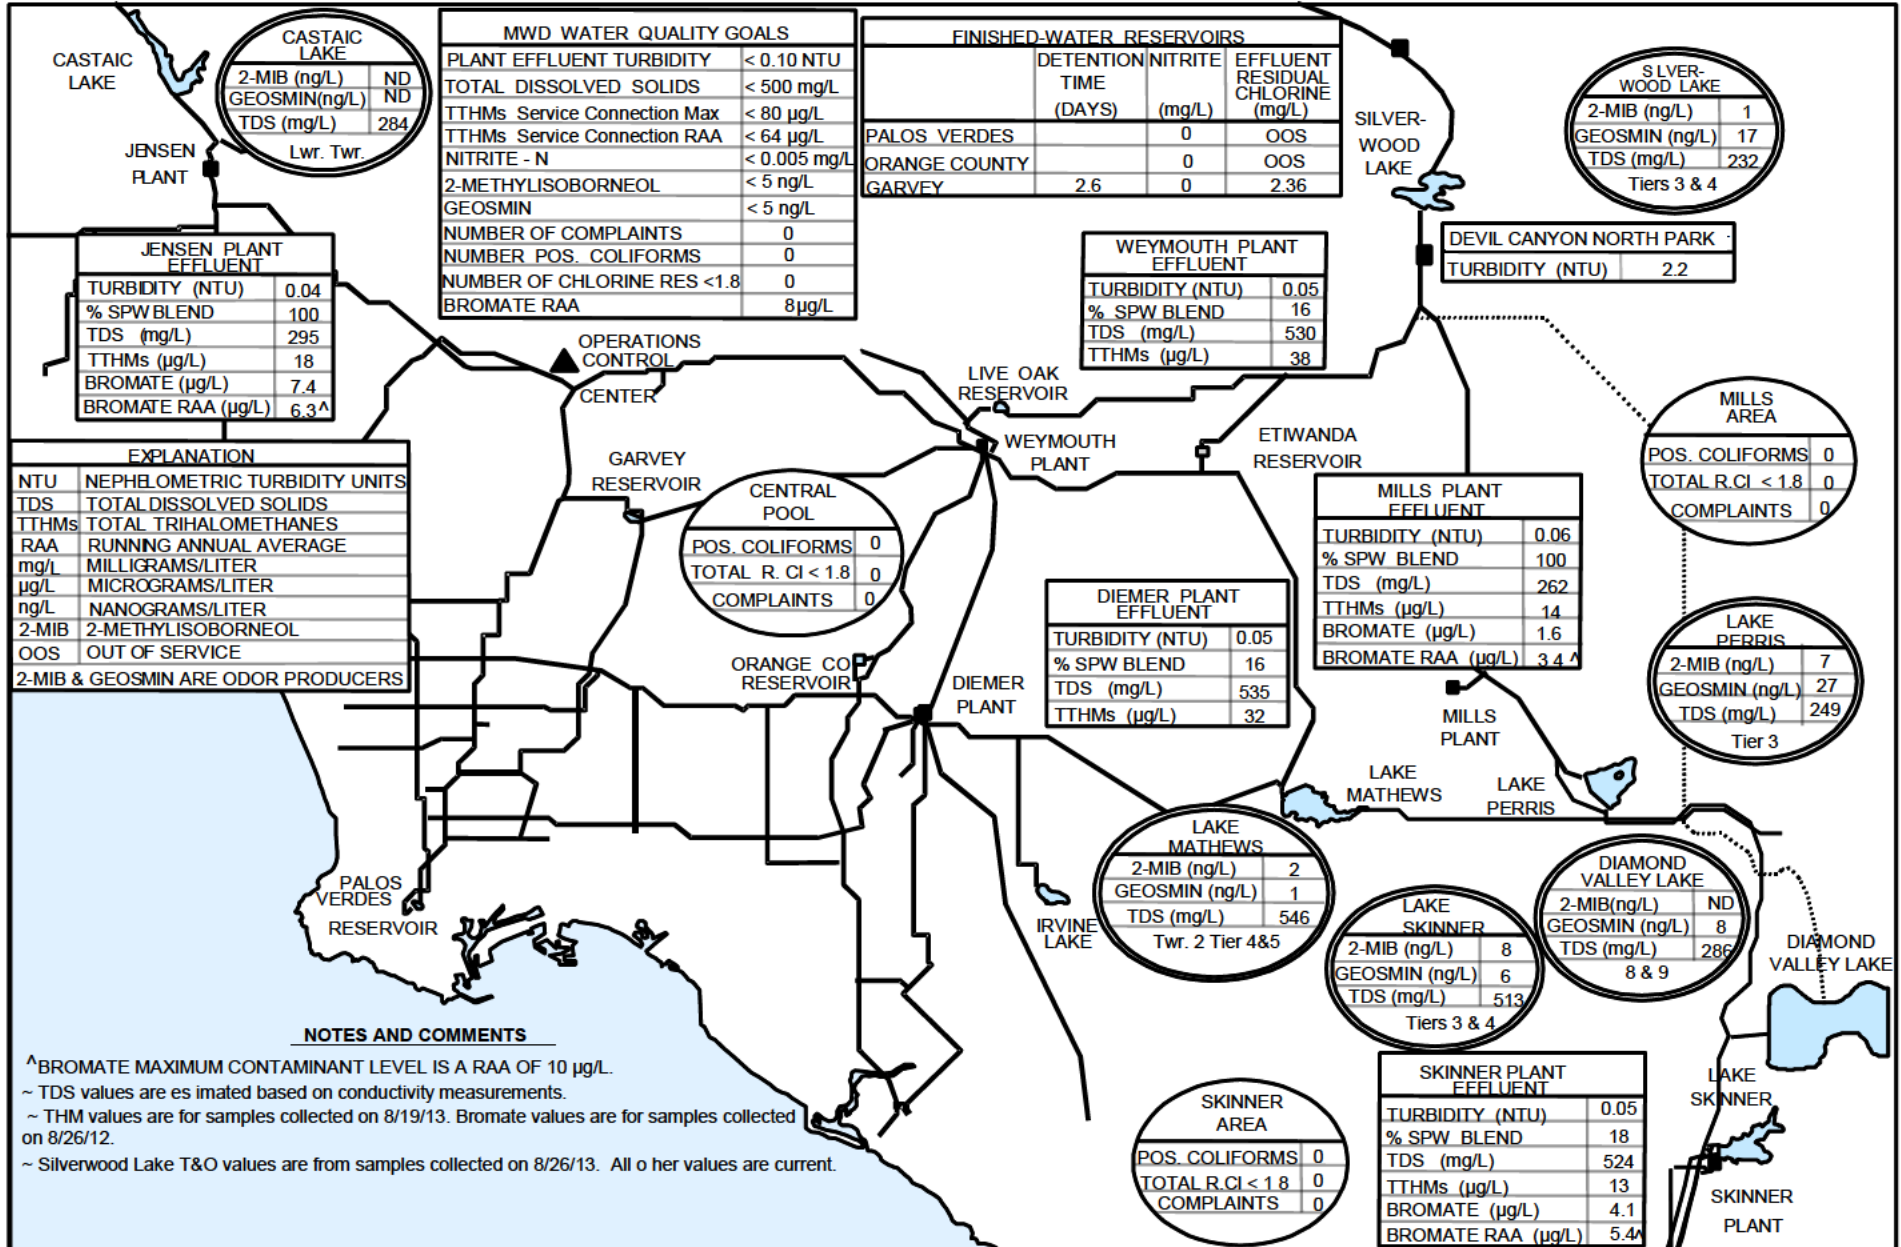 CASTAIC
LAKE
CASTAIC
LAKE
2-MIB (ng/L) ND
GEOSMIN(ng/L) ND
TDS (mg/L) 284
Lwr. Twr.
JENSEN
PLANT
MWD WATER QUALITY GOALS
PLANT EFFLUENT TURBIDITY < 0.10 NTU
TOTAL DISSOLVED SOLIDS < 500 mg/L
TTHMs Service Connection Max < 80 µg/L
TTHMs Service Connection RAA < 64 µg/L
NITRITE - N < 0.005 mg/L
2-METHYLISOBORNEOL < 5 ng/L
GEOSMIN < 5 ng/L
NUMBER OF COMPLAINTS 0
NUMBER POS. COLIFORMS 0
NUMBER OF CHLORINE RES <1.8 0
BROMATE RAA 8µg/L
FINISHED-WATER RESERVOIRS
DETENTION NITRITE EFFLUENT
TIME RESIDUAL
CHLORINE
(DAYS) (mg/L) (mg/L)
PALOS VERDES 0 OOS
ORANGE COUNTY 0 OOS
GARVEY 2.6 0 2.36
SILVER-
WOOD
LAKE
S LVER-
WOOD LAKE
2-MIB (ng/L) 1
GEOSMIN (ng/L) 17
TDS (mg/L) 232
Tiers 3 & 4
DEVIL CANYON NORTH PARK
TURBIDITY (NTU) 2.2
JENSEN PLANT
EFFLUENT
TURBIDITY (NTU) 0.04
% SPW BLEND 100
TDS (mg/L) 295
TTHMs (µg/L) 18
BROMATE (µg/L) 7.4
BROMATE RAA (µg/L) 6.3^
WEYMOUTH PLANT
EFFLUENT
TURBIDITY (NTU) 0.05
% SPW BLEND 16
TDS (mg/L) 530
TTHMs (µg/L) 38
OPERATIONS
CONTROL
CENTER
LIVE OAK
RESERVOIR
WEYMOUTH
PLANT
ETIWANDA
RESERVOIR
MILLS
AREA
POS. COLIFORMS 0
TOTAL R.Cl < 1.8 0
COMPLAINTS 0
EXPLANATION
NTU NEPHELOMETRIC TURBIDITY UNITS
TDS TOTAL DISSOLVED SOLIDS
TTHMs TOTAL TRIHALOMETHANES
RAA RUNNING ANNUAL AVERAGE
mg/L MILLIGRAMS/LITER
µg/L MICROGRAMS/LITER
ng/L NANOGRAMS/LITER
2-MIB 2-METHYLISOBORNEOL
OOS OUT OF SERVICE
2-MIB & GEOSMIN ARE ODOR PRODUCERS
GARVEY
RESERVOIR
CENTRAL
POOL
POS. COLIFORMS 0
TOTAL R. Cl < 1.8 0
COMPLAINTS 0
MILLS PLANT
EFFLUENT
TURBIDITY (NTU) 0.06
% SPW BLEND 100
TDS (mg/L) 262
TTHMs (µg/L) 14
BROMATE (µg/L) 1.6
BROMATE RAA (µg/L) 3 4 ^
DIEMER PLANT
EFFLUENT
TURBIDITY (NTU) 0.05
% SPW BLEND 16
TDS (mg/L) 535
TTHMs (µg/L) 32
LAKE
PERRIS
2-MIB (ng/L) 7
GEOSMIN (ng/L) 27
TDS (mg/L) 249
Tier 3
ORANGE CO
RESERVOIR
DIEMER
PLANT
MILLS
PLANT
LAKE
MATHEWS
LAKE
PERRIS
LAKE
MATHEWS
2-MIB (ng/L) 2
GEOSMIN (ng/L) 1
TDS (mg/L) 546
Twr. 2 Tier 4&5
DIAMOND
VALLEY LAKE
2-MIB(ng/L) ND
GEOSMIN (ng/L) 8
TDS (mg/L) 286
8 & 9
PALOS
VERDES
RESERVOIR
IRVINE
LAKE
LAKE
SKINNER
2-MIB (ng/L) 8
GEOSMIN (ng/L) 6
TDS (mg/L) 513
Tiers 3 & 4
DIAMOND
VALLEY LAKE
NOTES AND COMMENTS
^BROMATE MAXIMUM CONTAMINANT LEVEL IS A RAA OF 10 µg/L.
~ TDS values are es imated based on conductivity measurements.
~ THM values are for samples collected on 8/19/13. Bromate values are for samples collected
on 8/26/12.
~ Silverwood Lake T&O values are from samples collected on 8/26/13. All o her values are current.
SKINNER
AREA
POS. COLIFORMS 0
TOTAL R.Cl < 1 8 0
COMPLAINTS 0
SKINNER PLANT
EFFLUENT
TURBIDITY (NTU) 0.05
% SPW BLEND 18
TDS (mg/L) 524
TTHMs (µg/L) 13
BROMATE (µg/L) 4.1
BROMATE RAA (µg/L) 5.4^
LAKE
SKINNER
SKINNER
PLANT